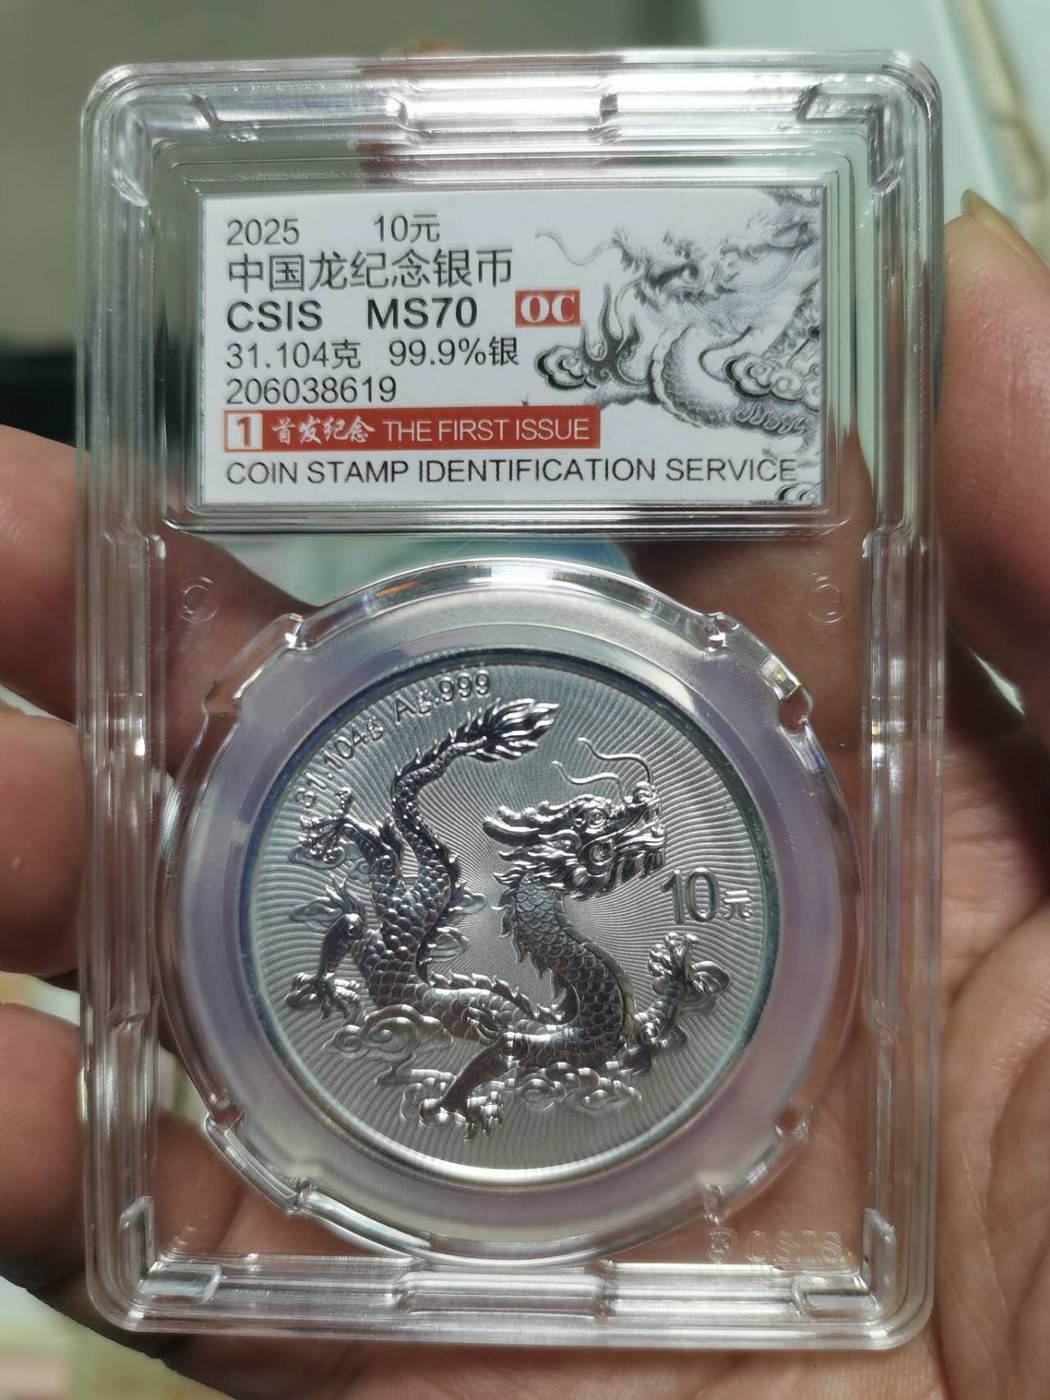 2025 10元
中国龙纪念银币
CSIS MS70 OC
31.104克 99.9%银
206038619
1 首发纪念 THE FIRST ISSUE
COIN STAMP IDENTIFICATION SERVICE
31.104g Ag.999
10元
CSIS